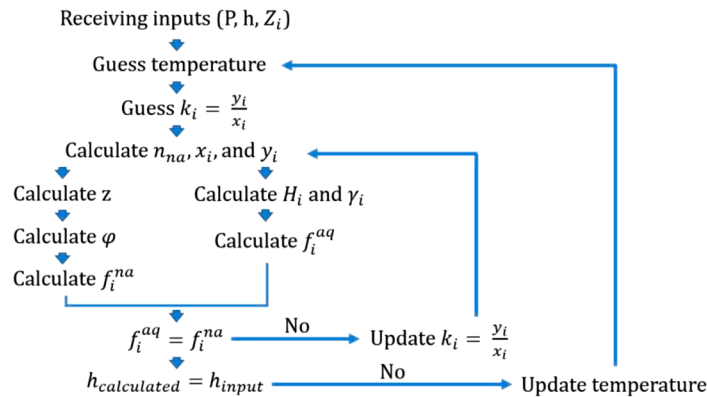 Receiving inputs (P, h, Z_i)
Guess temperature
Guess k_i = y_i/x_i
Calculate n_na, x_i, and y_i
Calculate z
Calculate H_i and γ_i
Calculate φ
Calculate f_i^aq
Calculate f_i^na
f_i^aq = f_i^na
No
Update k_i = y_i/x_i
h_calculated = h_input
No
Update temperature